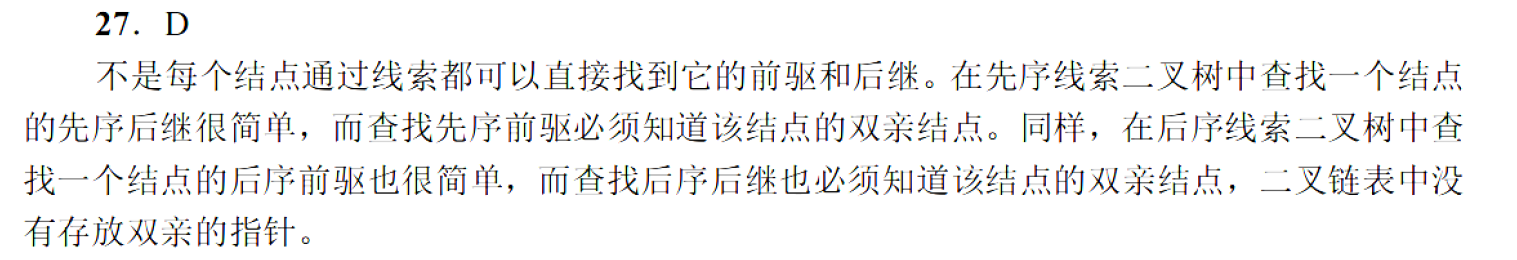 27．D
不是每个结点通过线索都可以直接找到它的前驱和后继。在先序线索二叉树中查找一个结点
的先序后继很简单，而查找先序前驱必须知道该结点的双亲结点。同样，在后序线索二叉树中查
找一个结点的后序前驱也很简单，而查找后序后继也必须知道该结点的双亲结点，二叉链表中没
有存放双亲的指针。